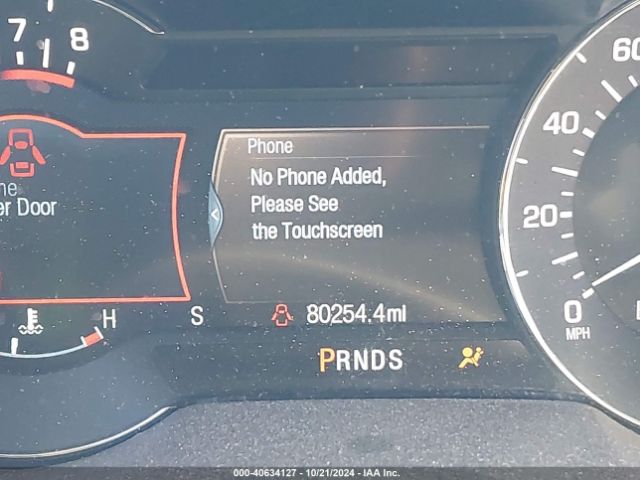 7
8
60
Phone
No Phone Added,
Please See
the Touchscreen
40
ne
er Door
20
0
MPH
H
S
80254.4mi
PRNDS
000-40634127 - 10/21/2024 - IAA Inc.